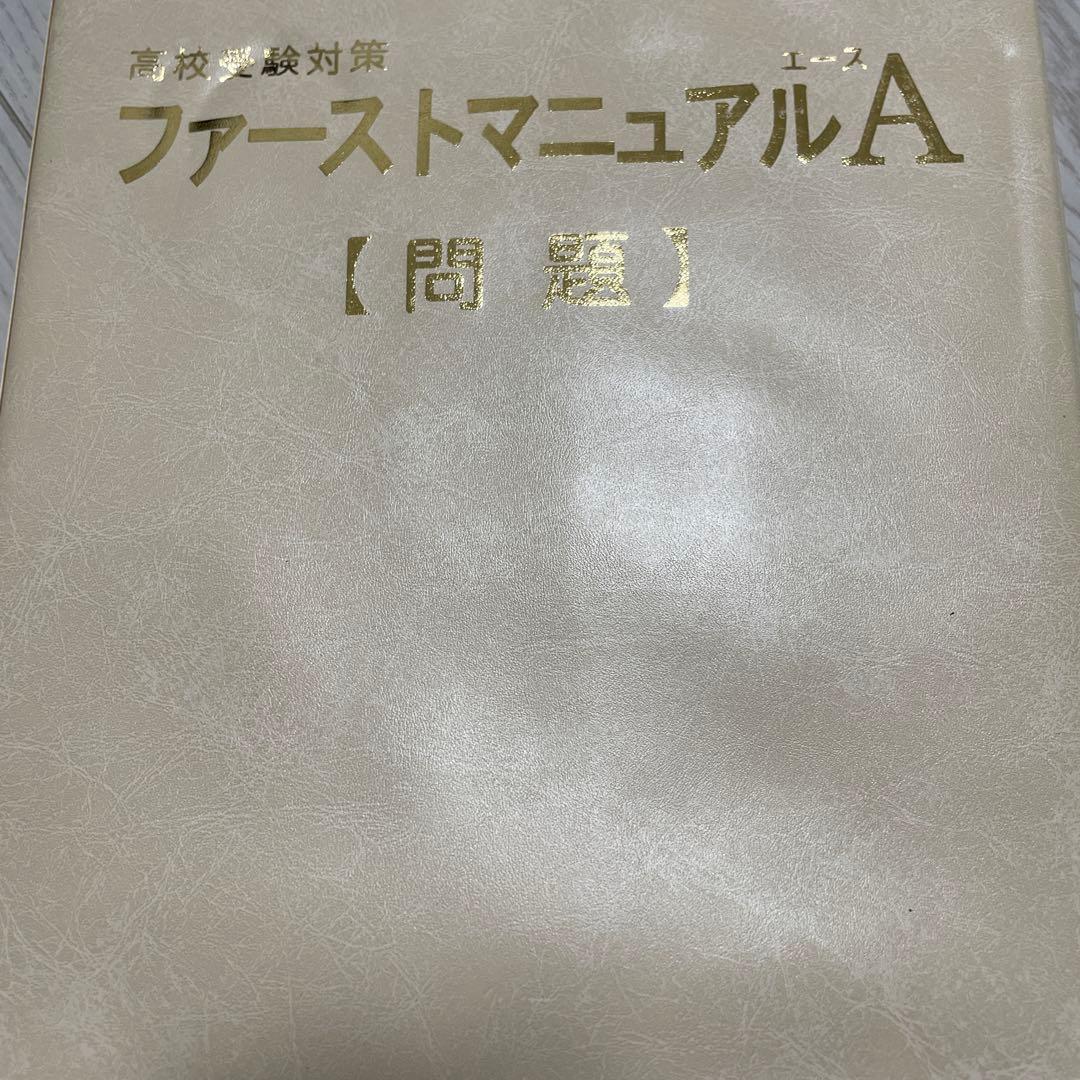 高校受験対策
エース
ファーストマニュアルA
【問題】